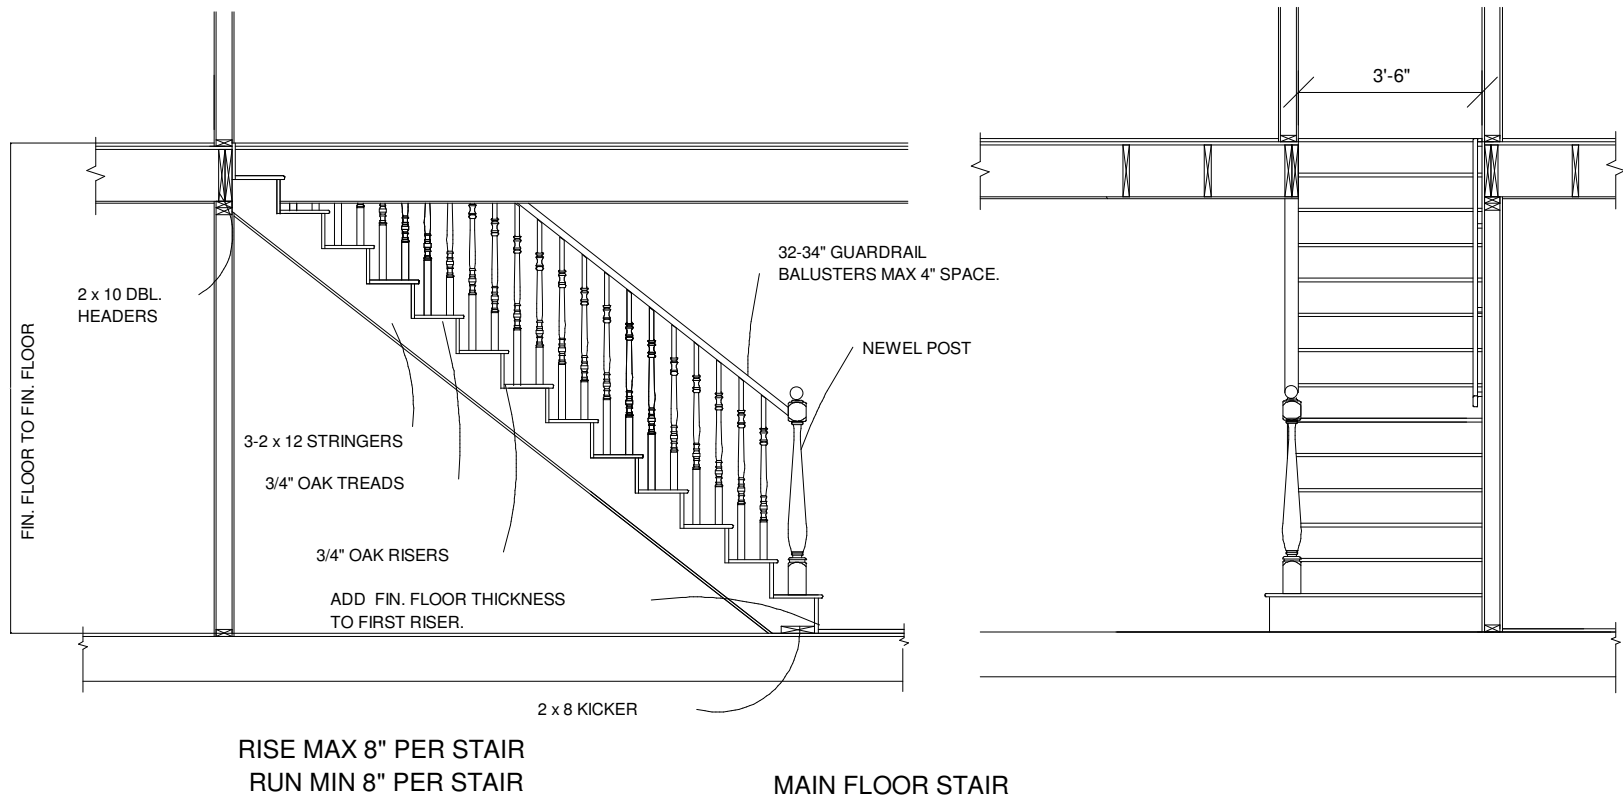 3'-6"
32-34" GUARDRAIL
BALUSTERS MAX 4" SPACE.
2 x 10 DBL.
HEADERS
NEWEL POST
FIN. FLOOR TO FIN. FLOOR
3-2 x 12 STRINGERS
3/4" OAK TREADS
3/4" OAK RISERS
ADD FIN. FLOOR THICKNESS
TO FIRST RISER.
2 x 8 KICKER
RISE MAX 8" PER STAIR
RUN MIN 8" PER STAIR
MAIN FLOOR STAIR